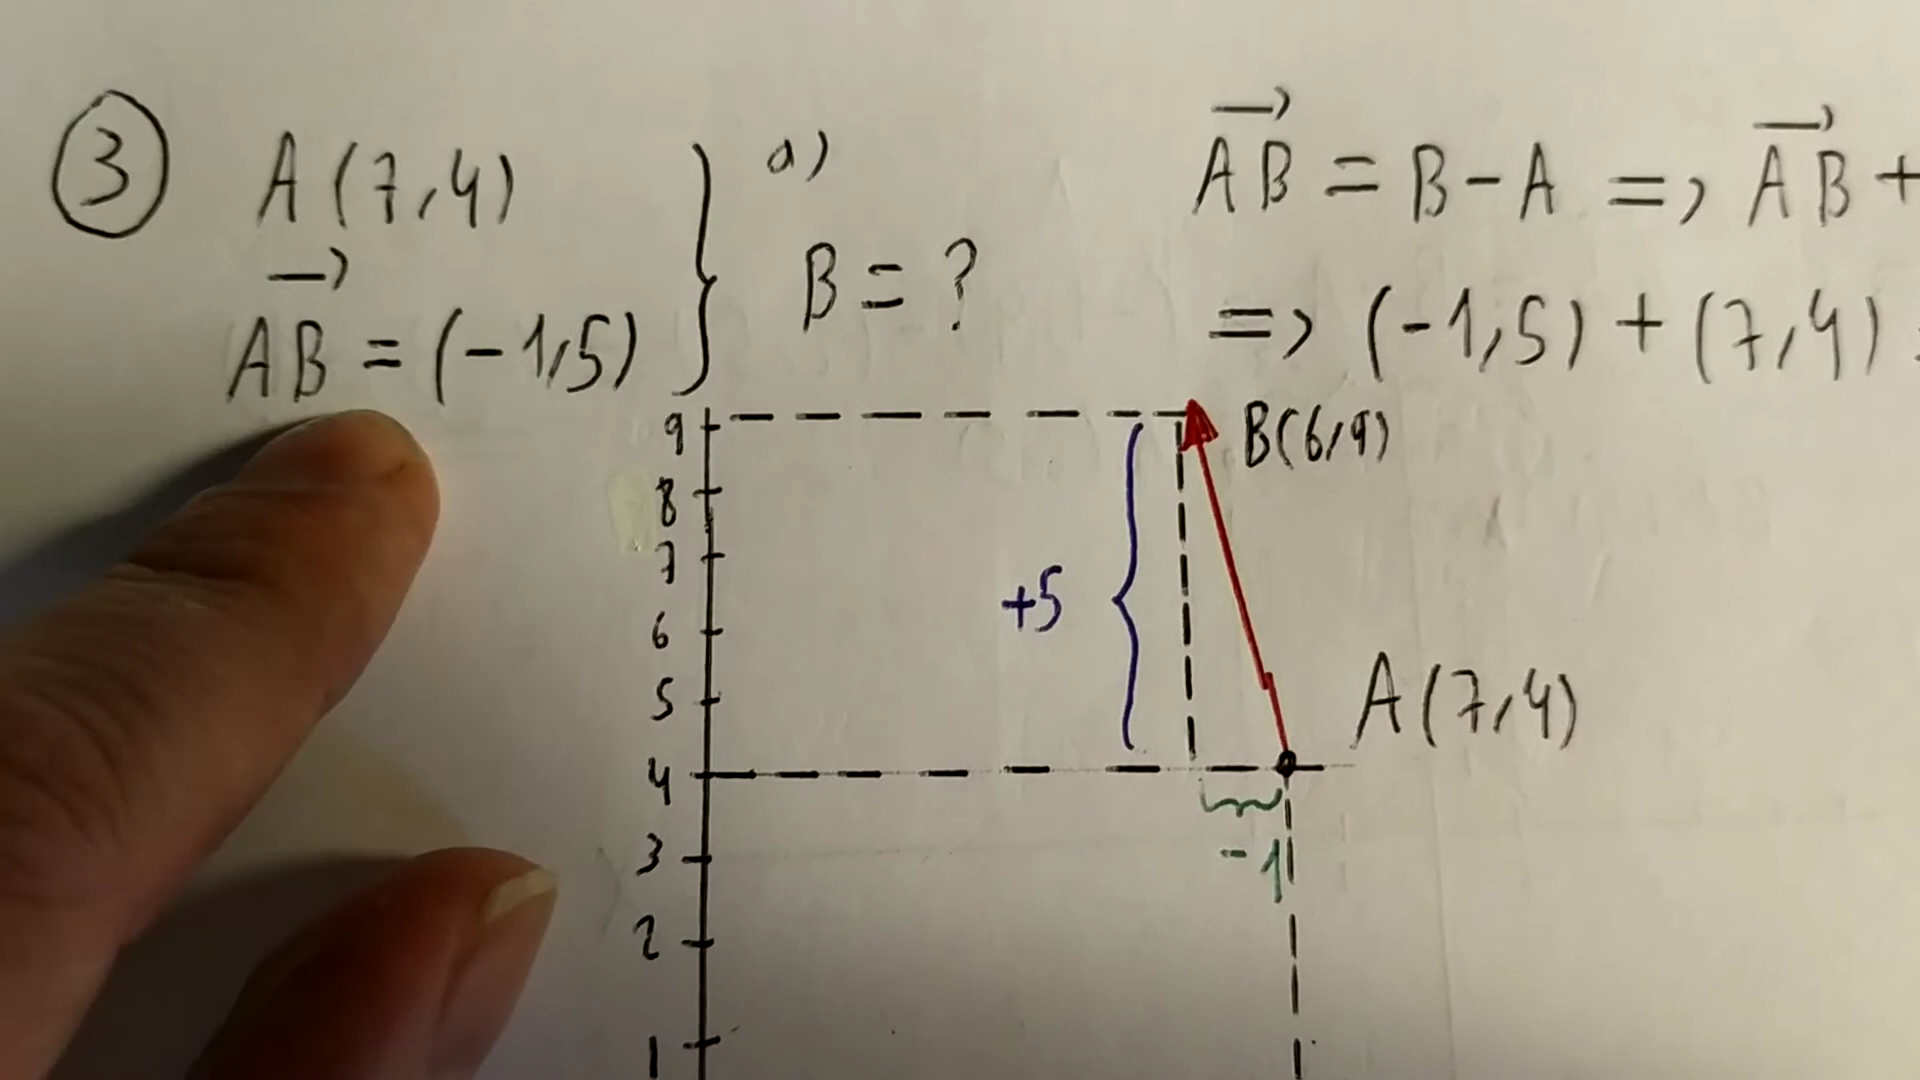 ③ A(7,4) } a) B = ?
AB⃗ = (-1,5)
AB⃗ = B - A => AB⃗ +
=> (-1,5) + (7,4)
B(6,9)
9
8
7
+5
6
A(7,4)
5
4
-1
3
2
1